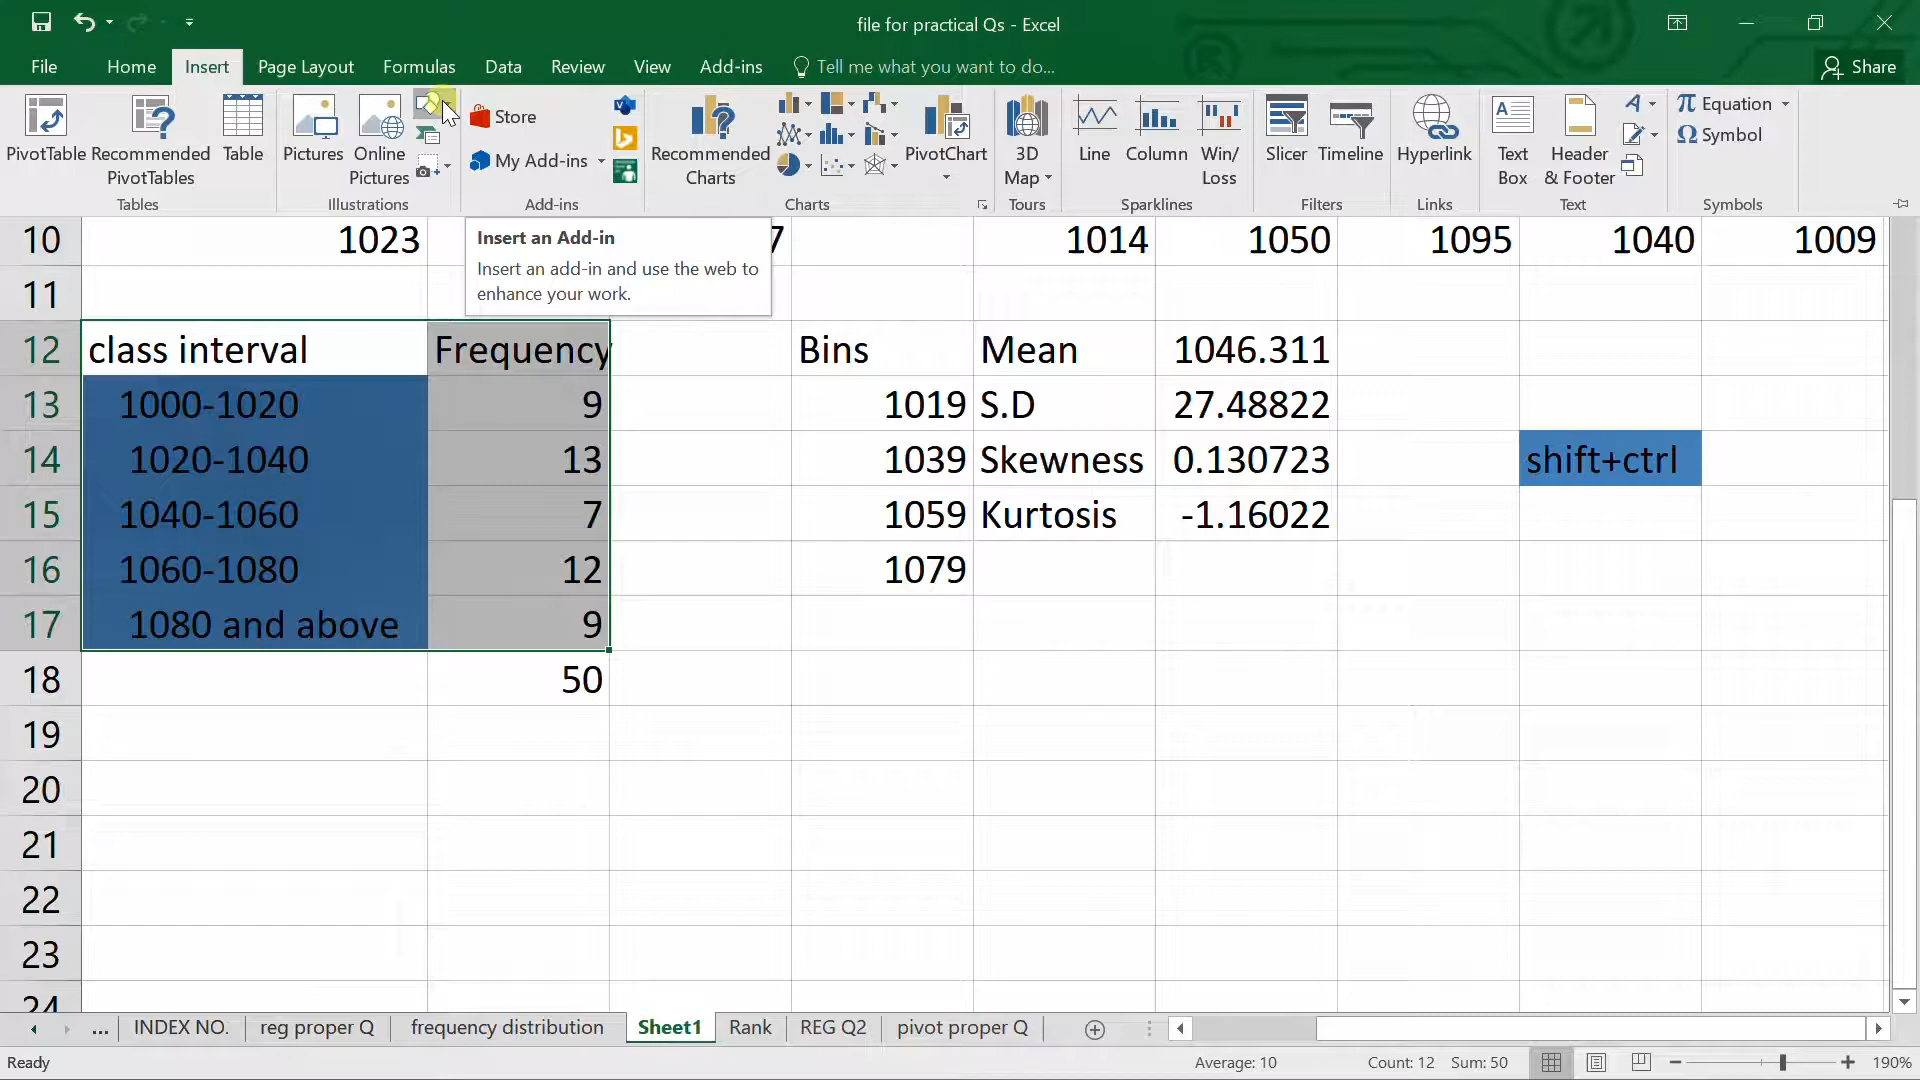 file for practical Qs - Excel
File Home Insert Page Layout Formulas Data Review View Add-ins Tell me what you want to do... Share
PivotTable Recommended PivotTables Table Pictures Online Pictures
Store
My Add-ins
Recommended Charts PivotChart 3D Map Line Column Win/Loss Slicer Timeline Hyperlink Text Box Header & Footer
Equation
Symbol
Tables Illustrations Add-ins Charts Tours Sparklines Filters Links Text Symbols
Insert an Add-in
Insert an add-in and use the web to
enhance your work.
10 1023 7 1014 1050 1095 1040 1009
11
12 class interval Frequency Bins Mean 1046.311
13 1000-1020 9 1019 S.D 27.48822
14 1020-1040 13 1039 Skewness 0.130723 shift+ctrl
15 1040-1060 7 1059 Kurtosis -1.16022
16 1060-1080 12 1079
17 1080 and above 9
18 50
19
20
21
22
23
24
... INDEX NO. reg proper Q frequency distribution Sheet1 Rank REG Q2 pivot proper Q
Ready Average: 10 Count: 12 Sum: 50 190%